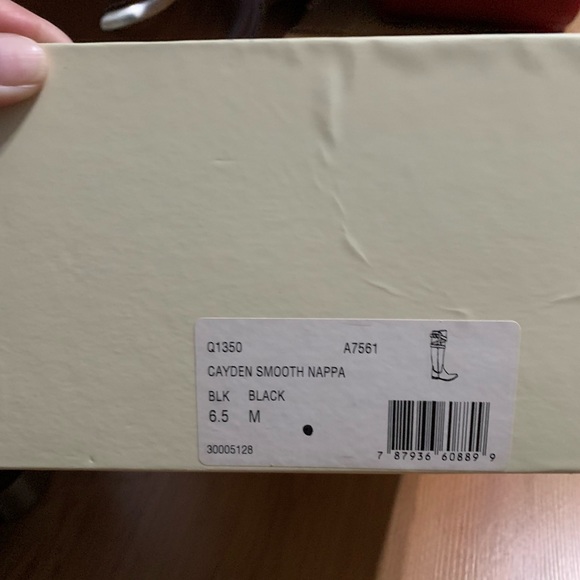 Q1350 A7561
CAYDEN SMOOTH NAPPA
BLK BLACK
6.5 M
30005128
7 87936 60889 9